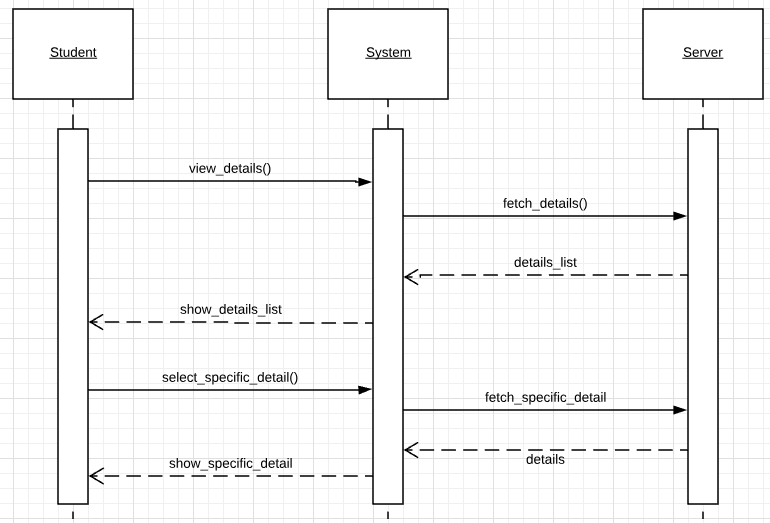 Student
System
Server
view_details()
fetch_details()
details_list
show_details_list
select_specific_detail()
fetch_specific_detail
details
show_specific_detail